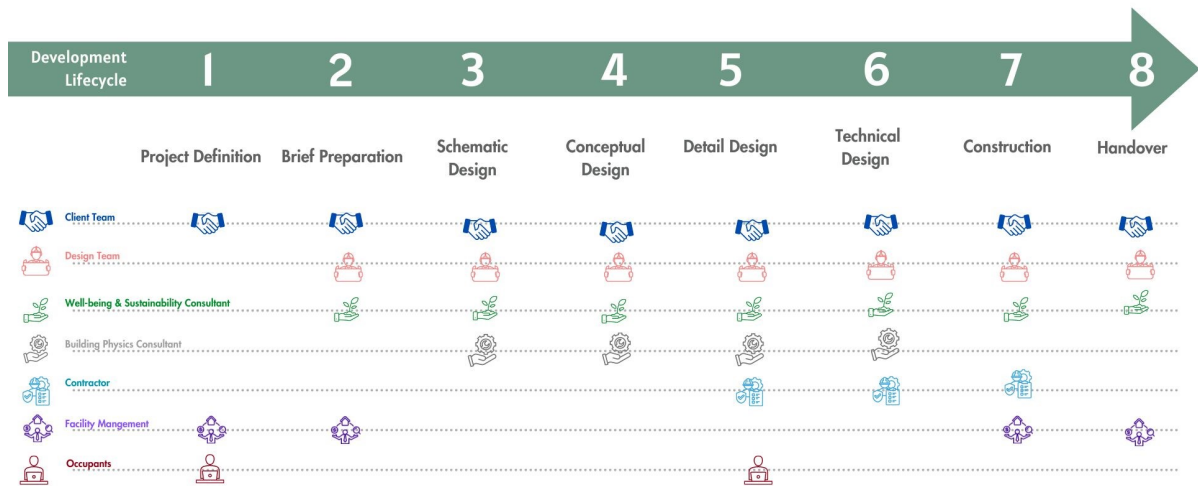 Development
Lifecycle
1 2 3 4 5 6 7 8
Project Definition
Brief Preparation
Schematic
Design
Conceptual
Design
Detail Design
Technical
Design
Construction
Handover
Client Team
Design Team
Well-being & Sustainability Consultant
Building Physics Consultant
Contractor
Facility Mangement
Occupants